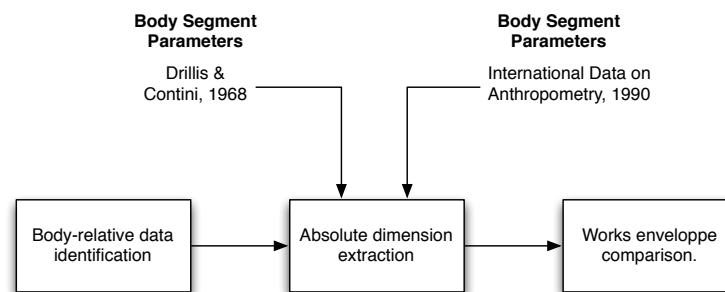 Body Segment
Parameters
Drillis &
Contini, 1968
Body Segment
Parameters
International Data on
Anthropometry, 1990
Body-relative data
identification
Absolute dimension
extraction
Works enveloppe
comparison.